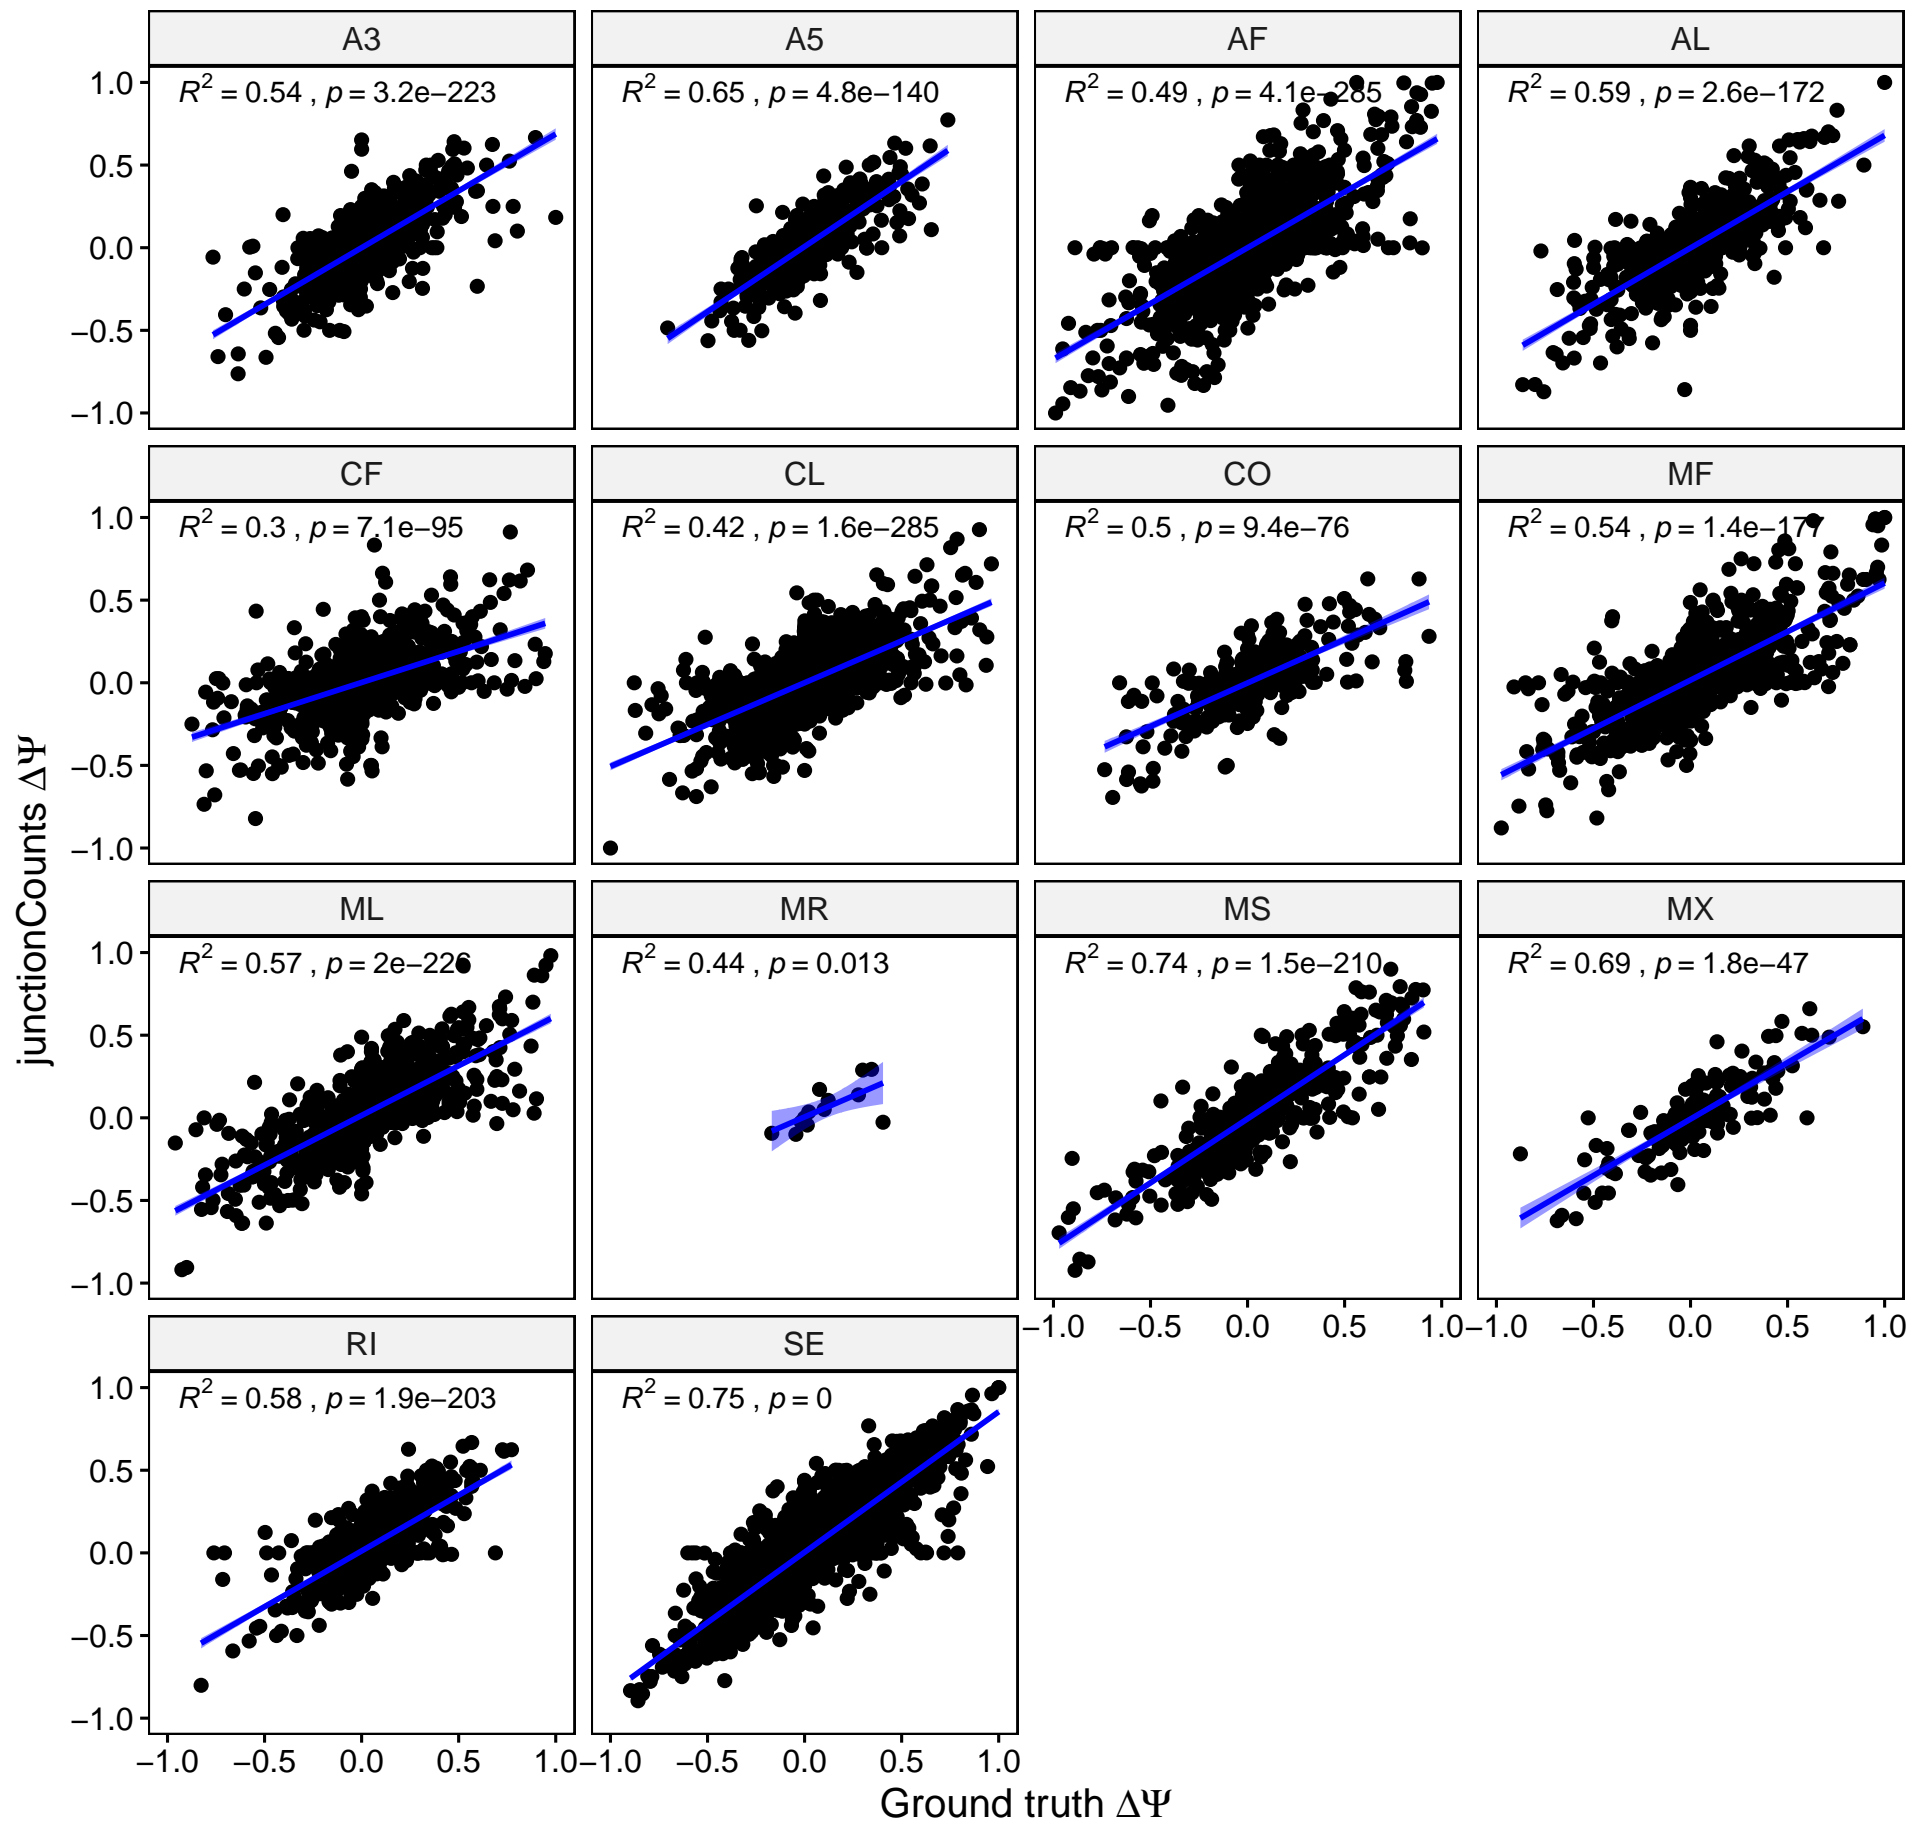 A3 A5 AF AL
R² = 0.54 , p = 3.2e−223 R² = 0.65 , p = 4.8e−140 R² = 0.49 , p = 4.1e−285 R² = 0.59 , p = 2.6e−172
1.0
0.5
0.0
−0.5
−1.0
CF CL CO MF
R² = 0.3 , p = 7.1e−95 R² = 0.42 , p = 1.6e−285 R² = 0.5 , p = 9.4e−76 R² = 0.54 , p = 1.4e−177
1.0
0.5
0.0
−0.5
−1.0
junctionCounts ΔΨ
ML MR MS MX
R² = 0.57 , p = 2e−226 R² = 0.44 , p = 0.013 R² = 0.74 , p = 1.5e−210 R² = 0.69 , p = 1.8e−47
1.0
0.5
0.0
−0.5
−1.0
−1.0 −0.5 0.0 0.5 1.0 −1.0 −0.5 0.0 0.5 1.0
RI SE
R² = 0.58 , p = 1.9e−203 R² = 0.75 , p = 0
1.0
0.5
0.0
−0.5
−1.0
−1.0 −0.5 0.0 0.5 1.0 −1.0 −0.5 0.0 0.5 1.0
Ground truth ΔΨ